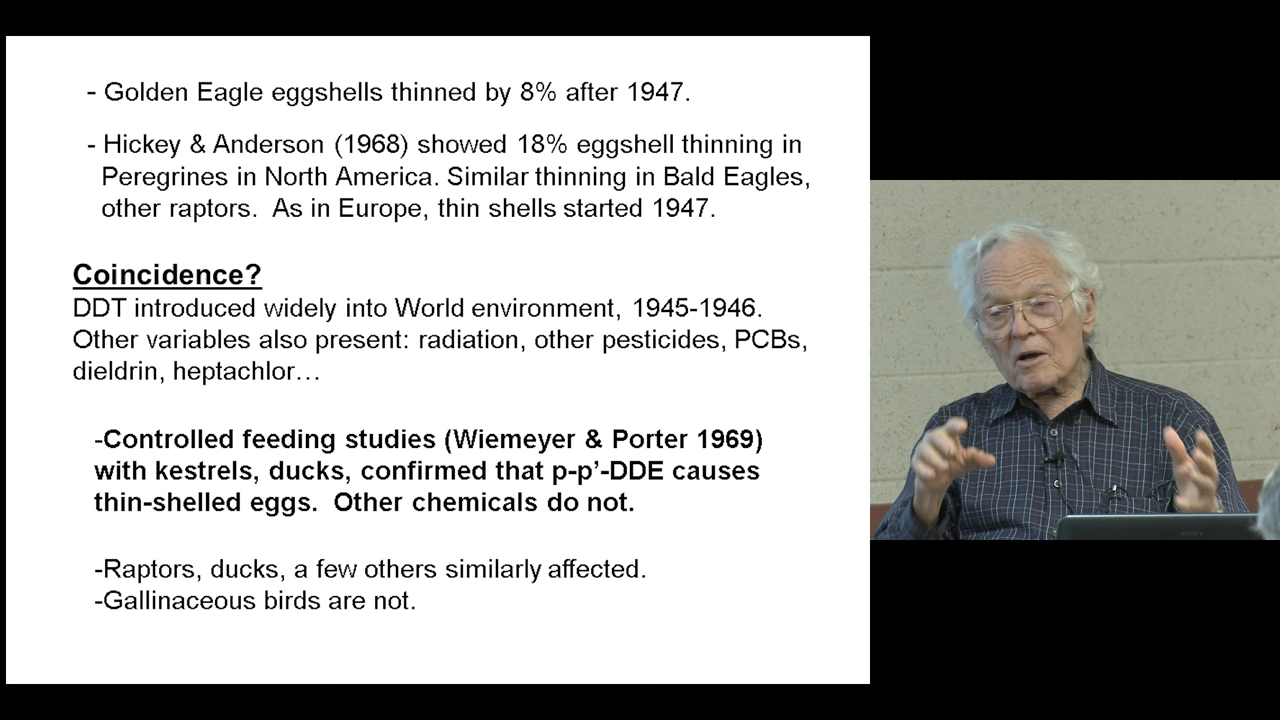 - Golden Eagle eggshells thinned by 8% after 1947.
- Hickey & Anderson (1968) showed 18% eggshell thinning in
Peregrines in North America. Similar thinning in Bald Eagles,
other raptors. As in Europe, thin shells started 1947.
Coincidence?
DDT introduced widely into World environment, 1945-1946.
Other variables also present: radiation, other pesticides, PCBs,
dieldrin, heptachlor…
-Controlled feeding studies (Wiemeyer & Porter 1969)
with kestrels, ducks, confirmed that p-p’-DDE causes
thin-shelled eggs. Other chemicals do not.
-Raptors, ducks, a few others similarly affected.
-Gallinaceous birds are not.
SONY